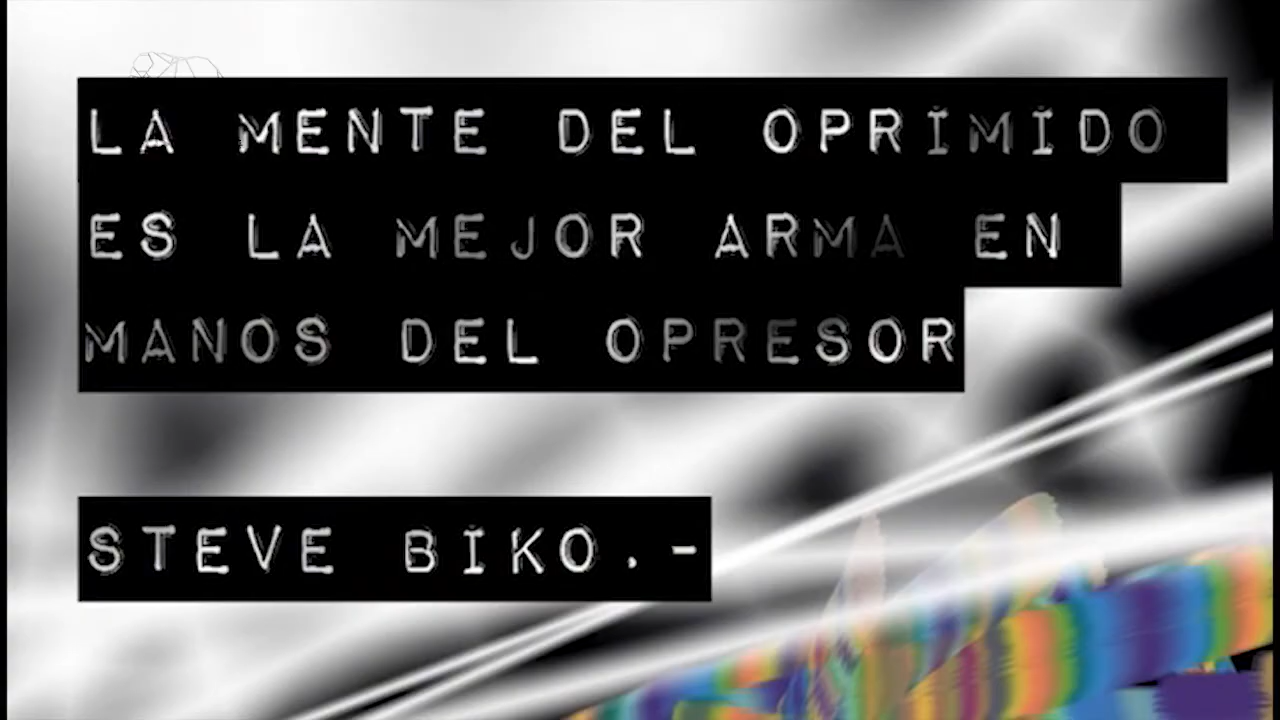 LA MENTE DEL OPRIMIDO
ES LA MEJOR ARMA EN
MANOS DEL OPRESOR
STEVE BIKO.-